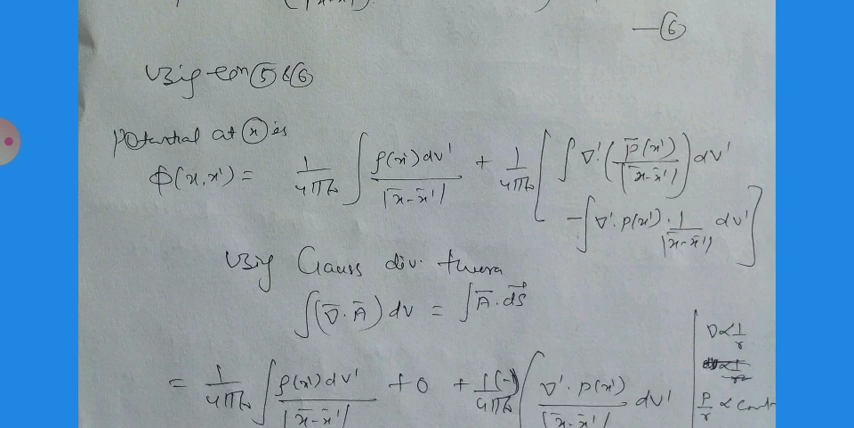 — ⑥
Using eqn ⑤ & ⑥
Potential at ⓧ is
Φ(x, x') = 1/4πε₀ ∫ ρ(x') dv' / |x̄ - x̄'| + 1/4πε₀ [ ∫ ∇'. ( P̄(x') / |x̄ - x̄'| ) dv'
- ∫ ∇'. P(x') . 1/|x̄ - x̄'| dv' ]
Using Gauss div. theorem
∫(∇̄ . Ā) dv = ∫ Ā . ds⃗
= 1/4πε₀ ∫ ρ(x') dv' / |x̄ - x̄'| + 0 + 1(-)/4πε₀ ∫ ∇' . P(x') / |x̄ - x̄'| dv'
D ∝ 1/r
P/r ∝